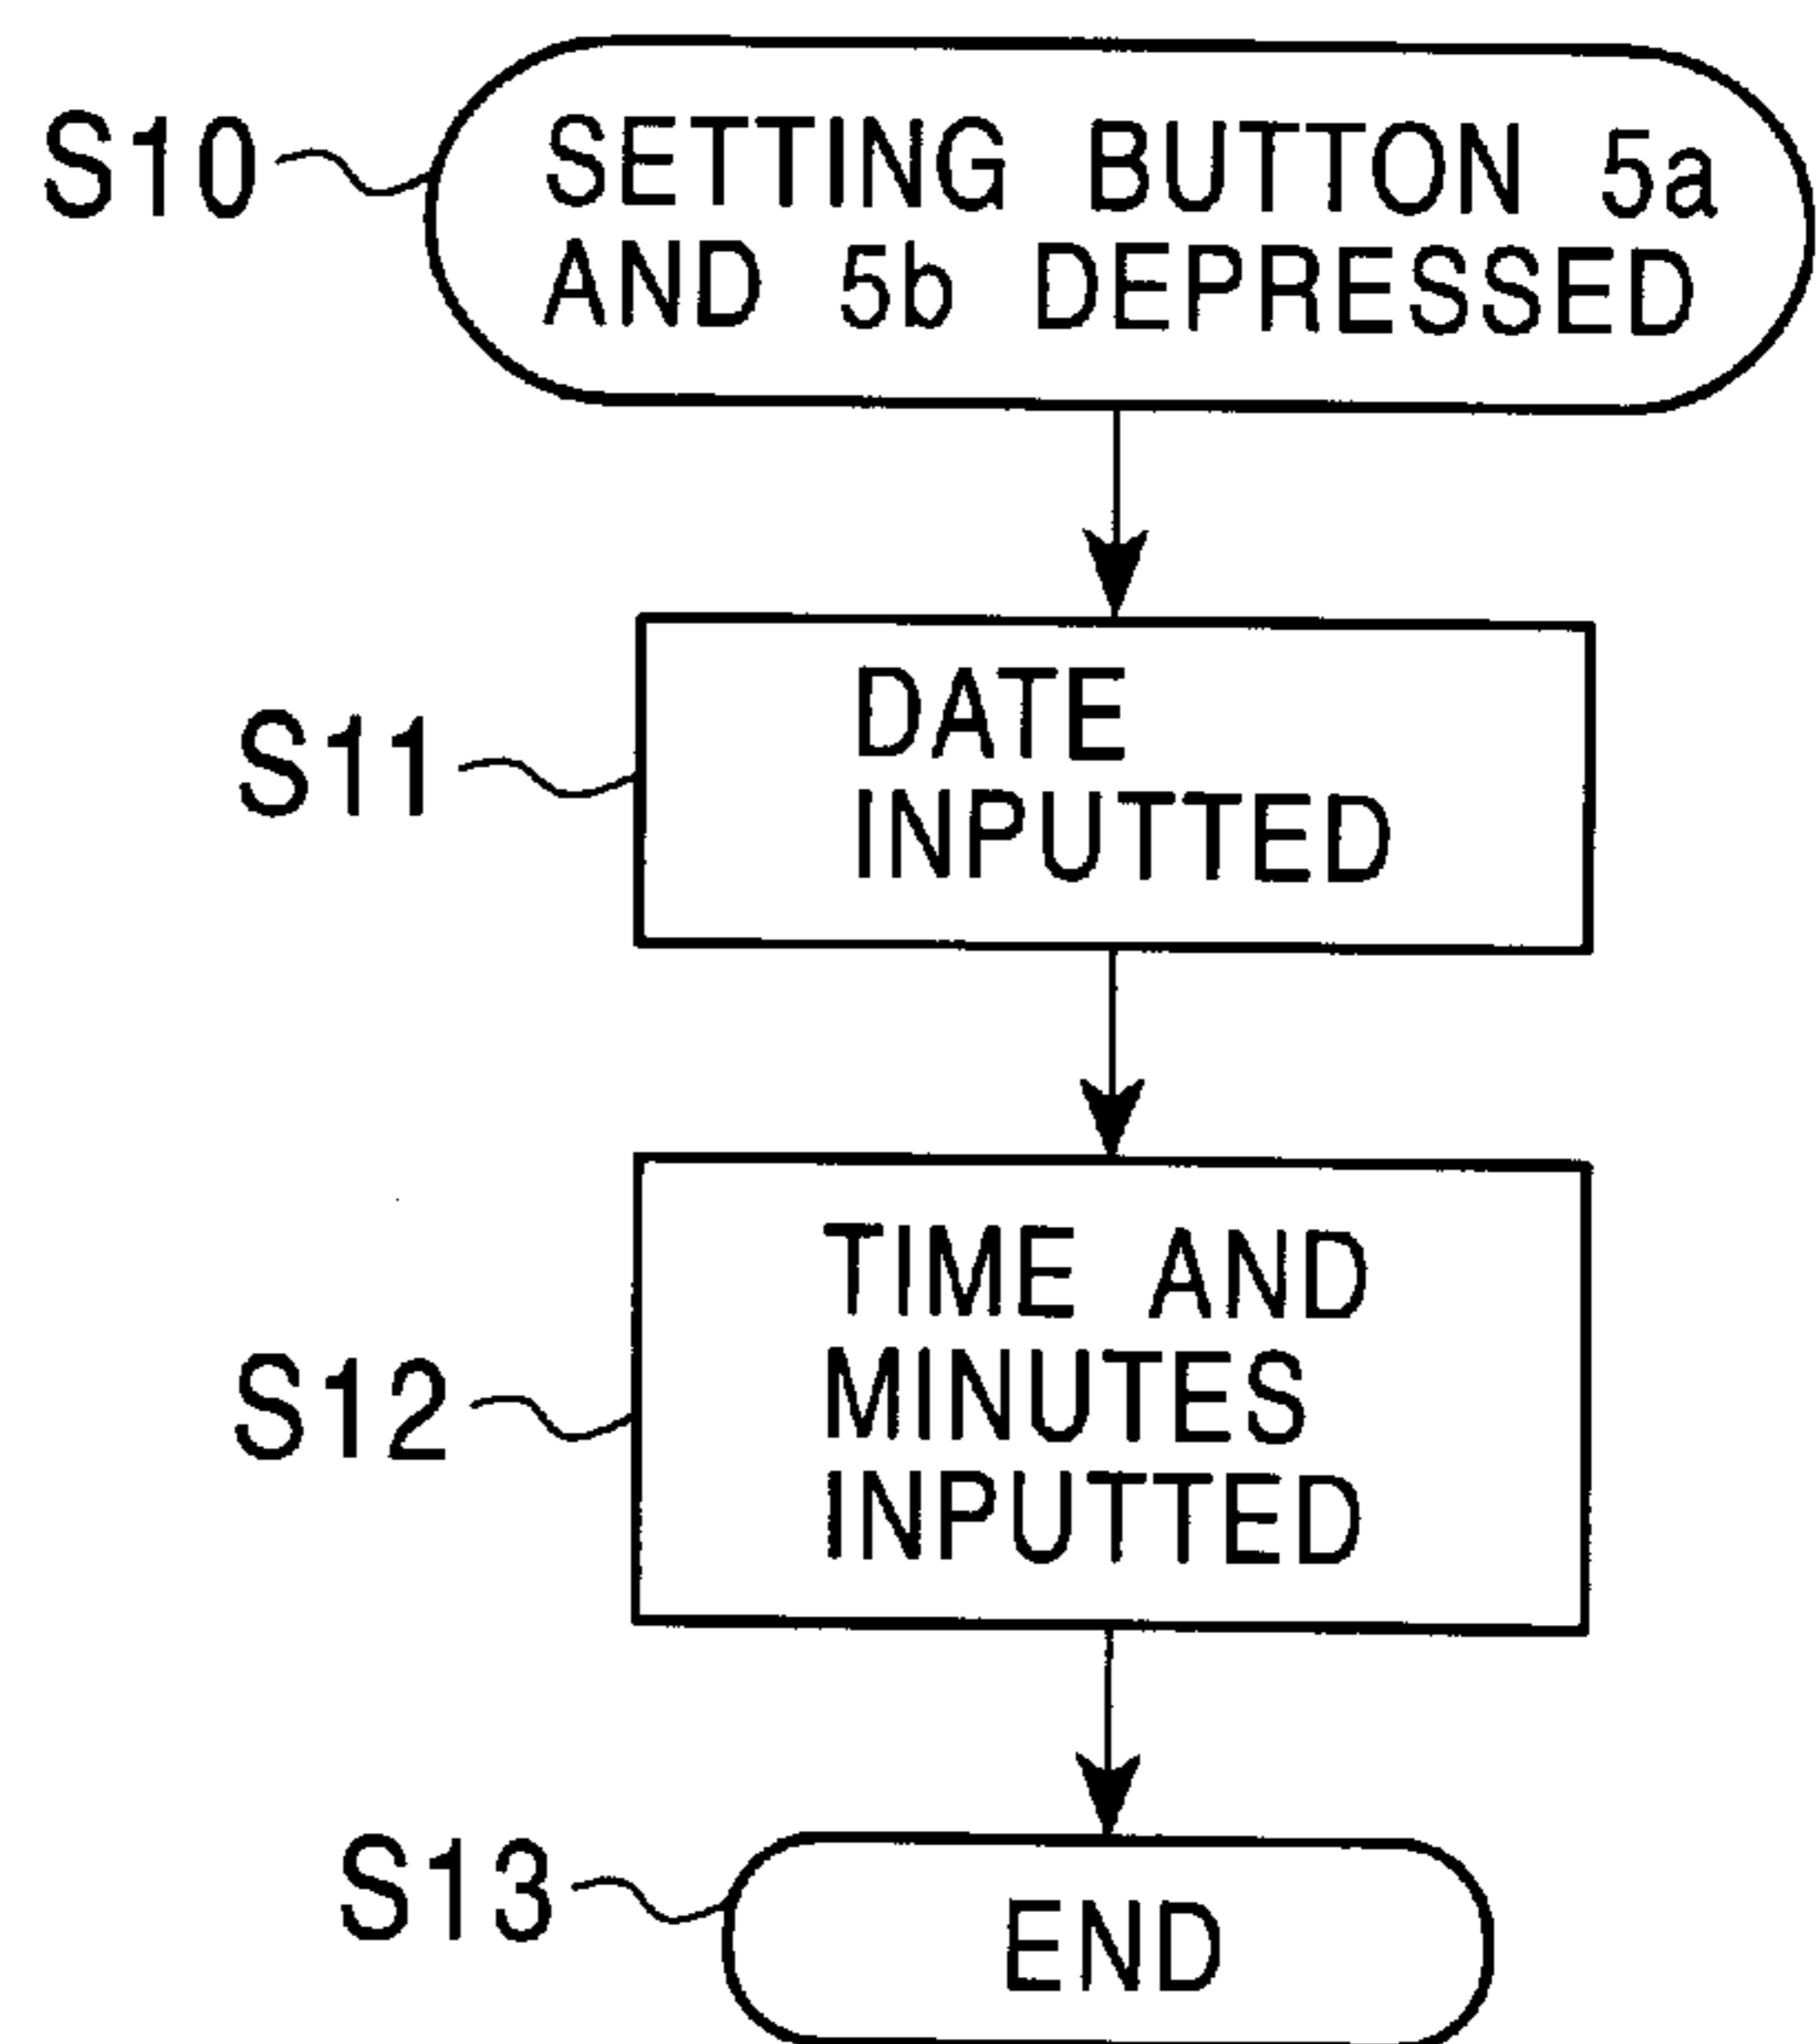 S10
SETTING BUTTON 5a
AND 5b DEPRESSED
S11
DATE
INPUTTED
S12
TIME AND
MINUTES
INPUTTED
S13
END